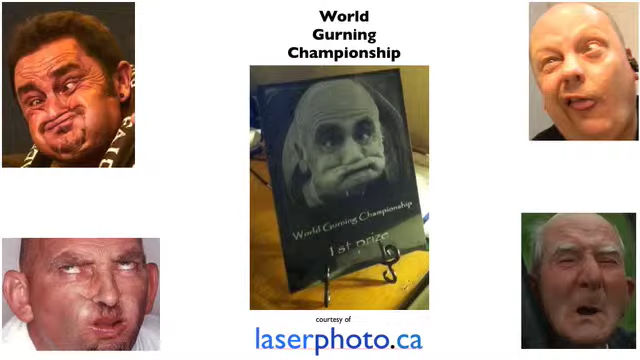 World
Gurning
Championship
World Gurning Championship
1st prize
courtesy of
laserphoto.ca